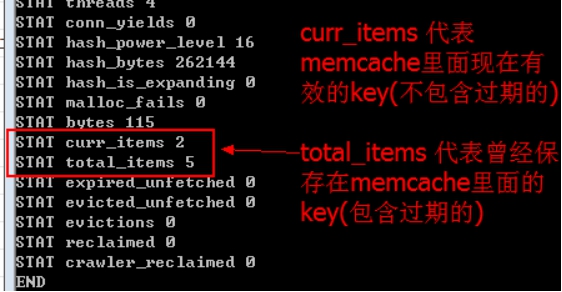 STAT threads 4
STAT conn_yields 0
STAT hash_power_level 16
STAT hash_bytes 262144
STAT hash_is_expanding 0
STAT malloc_fails 0
STAT bytes 115
STAT curr_items 2
STAT total_items 5
STAT expired_unfetched 0
STAT evicted_unfetched 0
STAT evictions 0
STAT reclaimed 0
STAT crawler_reclaimed 0
END
curr_items 代表
memcache里面现在有
效的key(不包含过期的)
total_items 代表曾经保
存在memcache里面的
key(包含过期的)